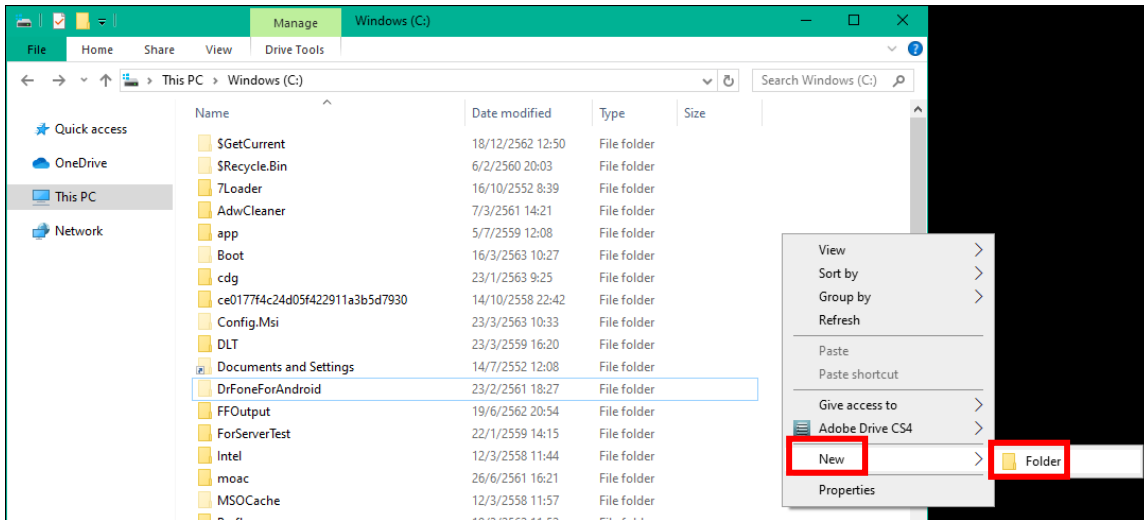 Manage Windows (C:)
File Home Share View Drive Tools
This PC Windows (C:) Search Windows (C:)
Name Date modified Type Size
Quick access
OneDrive
This PC
Network
$GetCurrent 18/12/2562 12:50 File folder
$Recycle.Bin 6/2/2560 20:03 File folder
7Loader 16/10/2552 8:39 File folder
AdwCleaner 7/3/2561 14:21 File folder
app 5/7/2559 12:08 File folder
Boot 16/3/2563 10:27 File folder
cdg 23/1/2563 9:25 File folder
ce0177f4c24d05f422911a3b5d7930 14/10/2558 22:42 File folder
Config.Msi 23/3/2563 10:33 File folder
DLT 23/3/2559 16:20 File folder
Documents and Settings 14/7/2552 12:08 File folder
DrFoneForAndroid 23/2/2561 18:27 File folder
FFOutput 19/6/2562 20:54 File folder
ForServerTest 22/1/2559 14:15 File folder
Intel 12/3/2558 11:44 File folder
moac 26/6/2561 16:21 File folder
MSOCache 12/3/2558 11:57 File folder
View
Sort by
Group by
Refresh
Paste
Paste shortcut
Give access to
Adobe Drive CS4
New
Folder
Properties